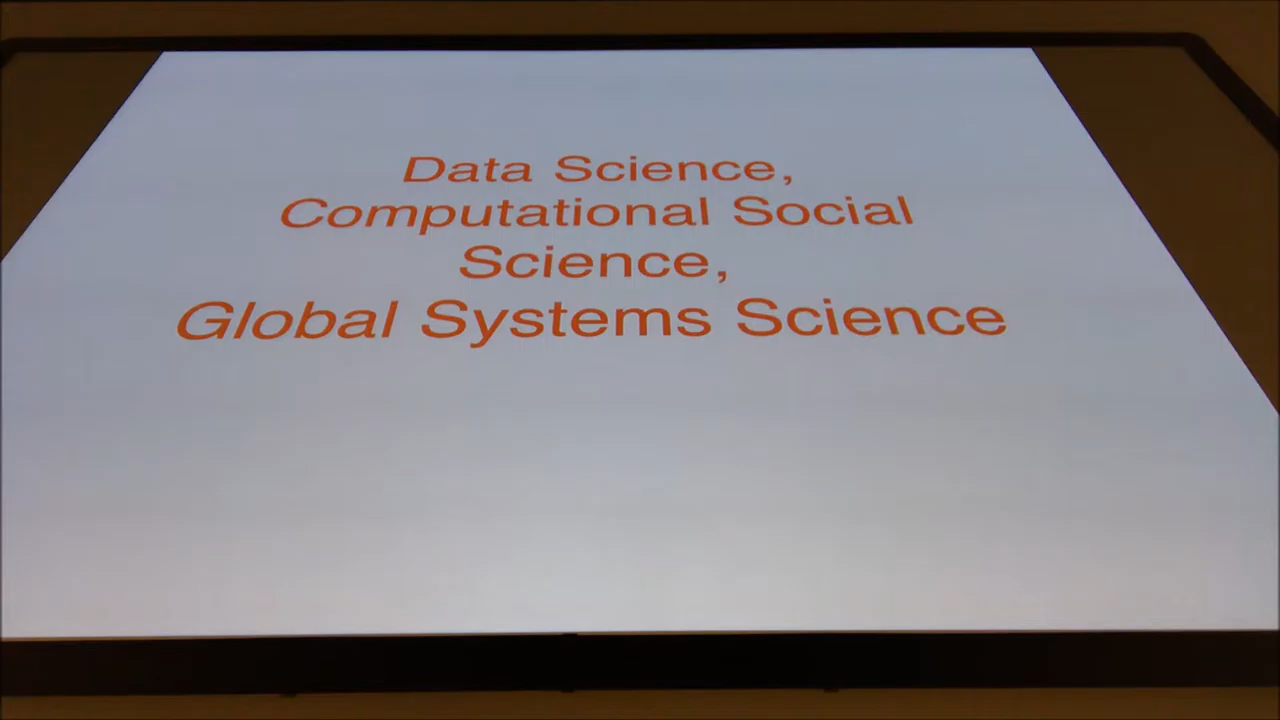 Data Science,
Computational Social
Science,
Global Systems Science